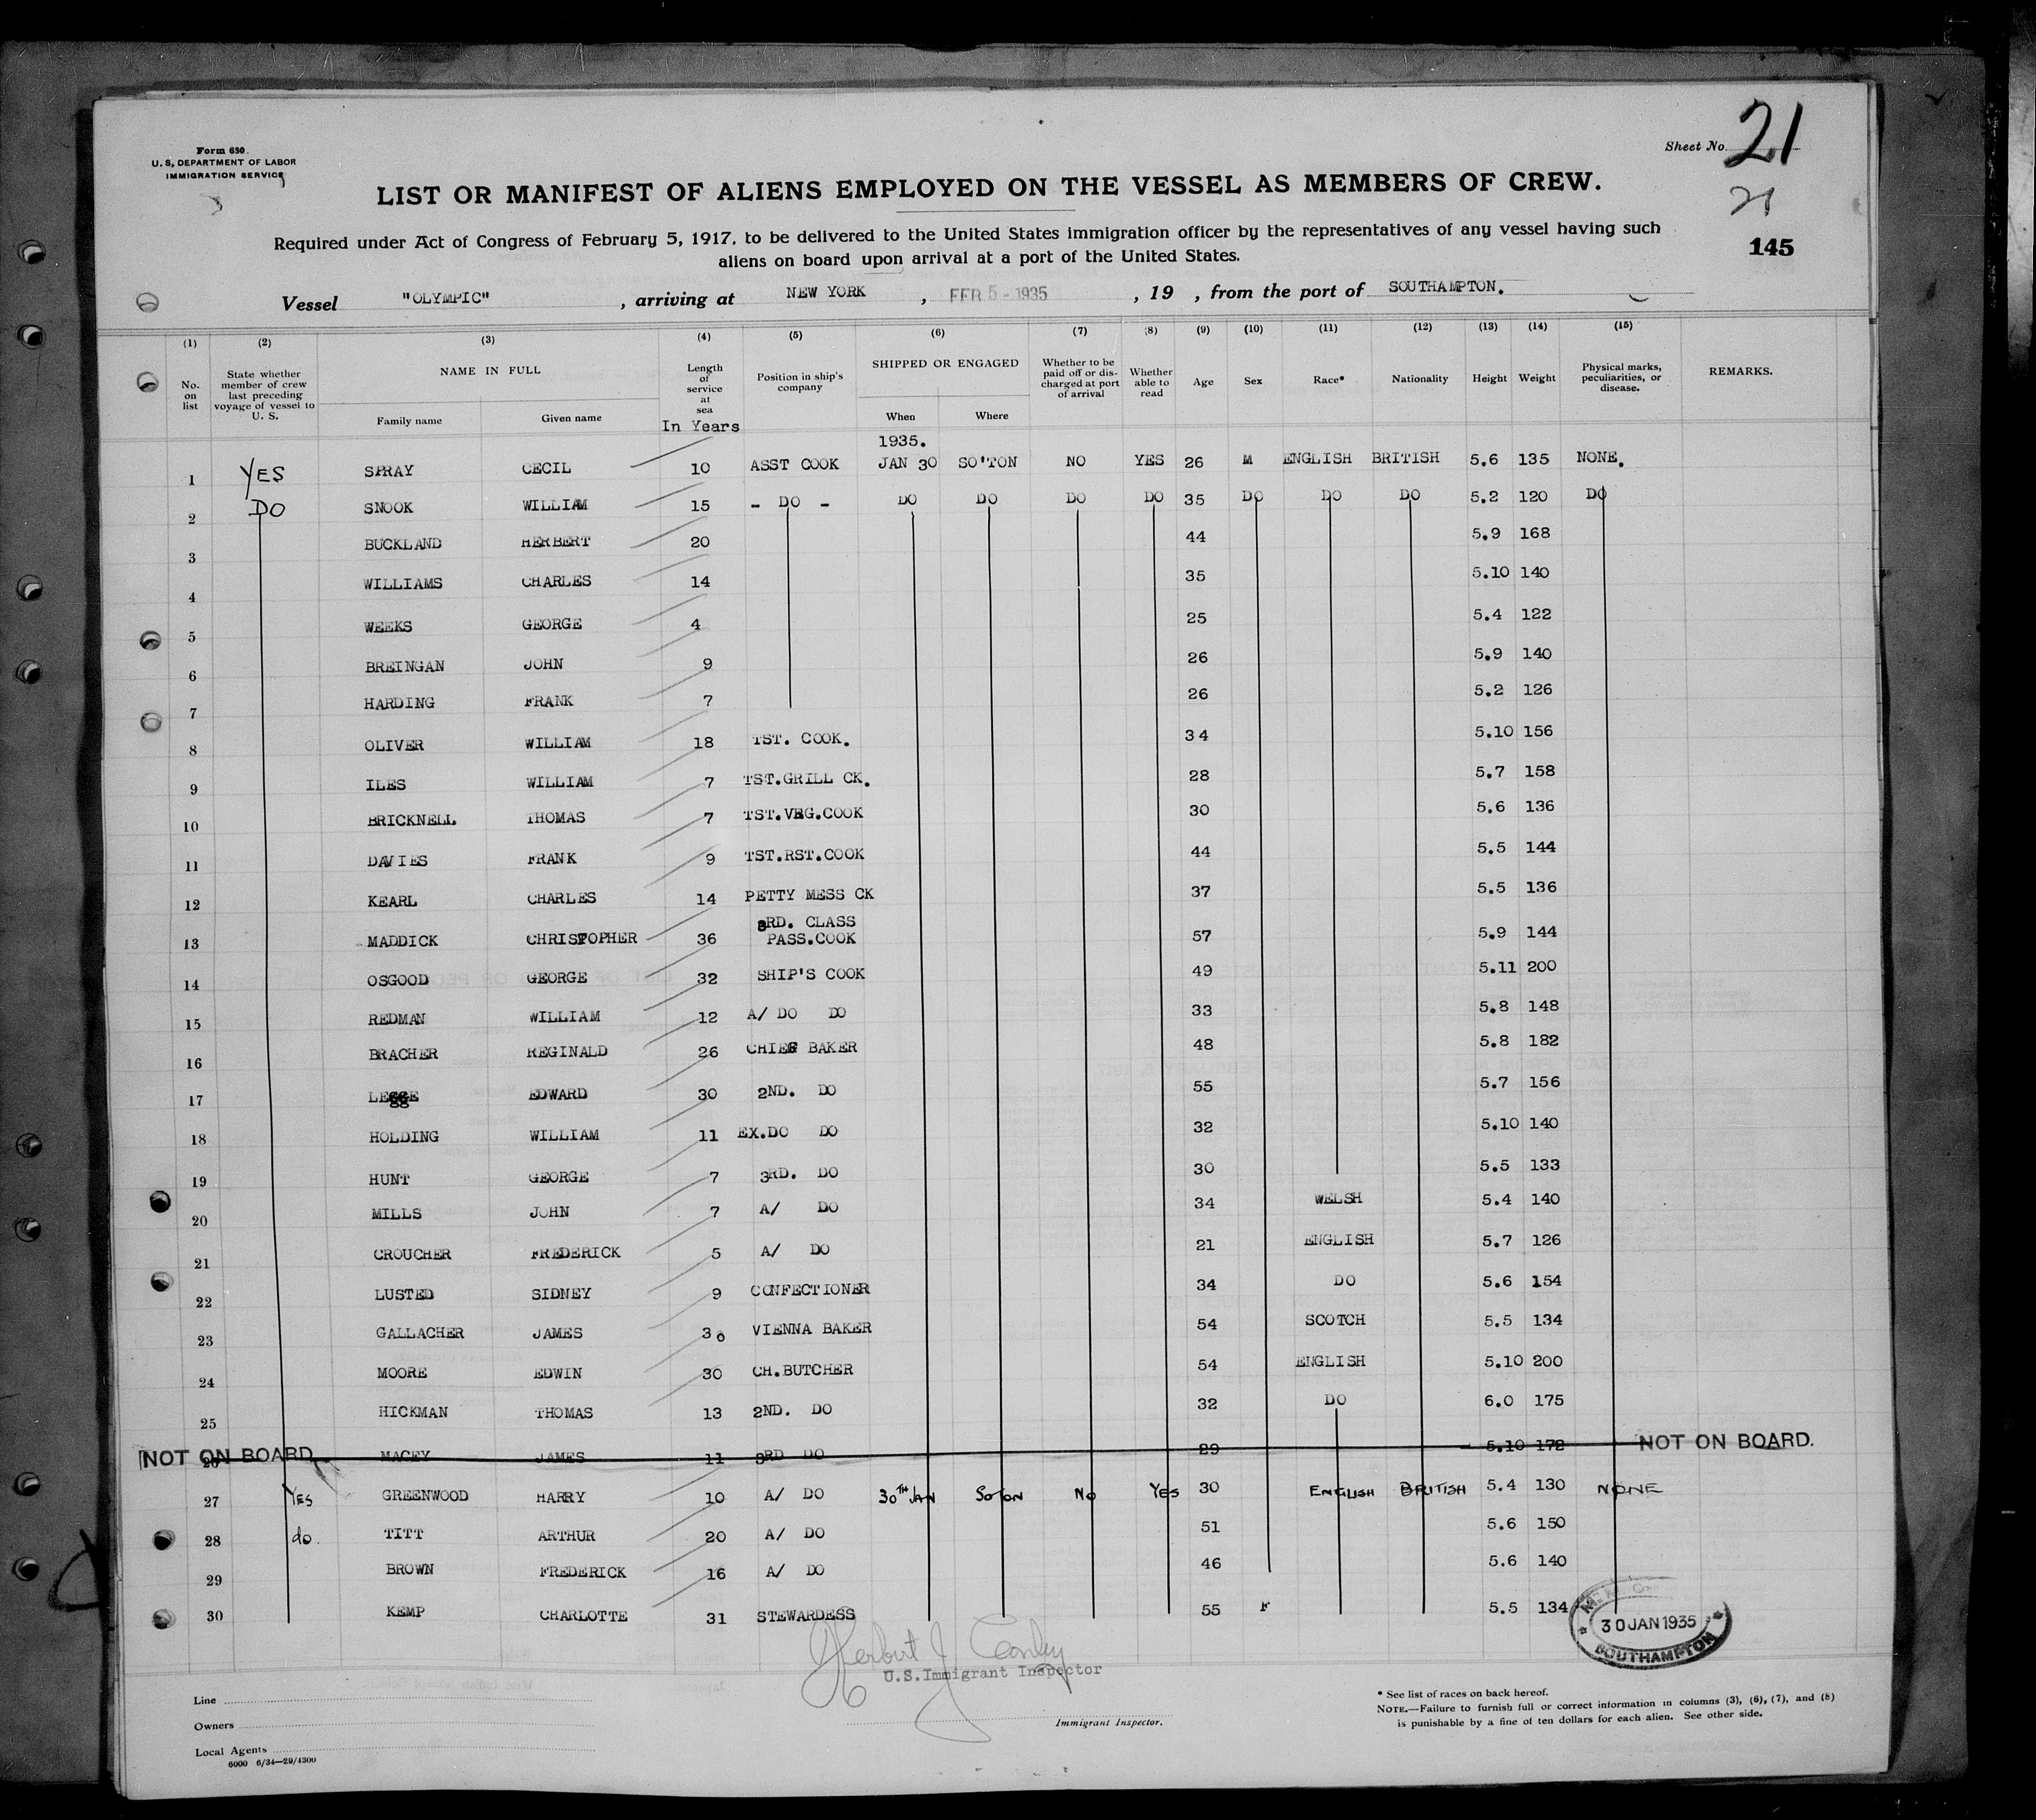 Form 630.
U. S. DEPARTMENT OF LABOR
IMMIGRATION SERVICE
Sheet No. 21
21
145
LIST OR MANIFEST OF ALIENS EMPLOYED ON THE VESSEL AS MEMBERS OF CREW.
Required under Act of Congress of February 5, 1917, to be delivered to the United States immigration officer by the representatives of any vessel having such
aliens on board upon arrival at a port of the United States.
Vessel "OLYMPIC" , arriving at NEW YORK , FEB 5 - 1935 , 19 , from the port of SOUTHAMPTON.
(1) (2) (3) (4) (5) (6) (7) (8) (9) (10) (11) (12) (13) (14) (15)
No. on list
State whether member of crew last preceding voyage of vessel to U. S.
NAME IN FULL
Family name Given name
Length of service at sea
In Years
Position in ship's company
SHIPPED OR ENGAGED
When Where
Whether to be paid off or discharged at port of arrival
Whether able to read
Age Sex Race* Nationality Height Weight
Physical marks, peculiarities, or disease.
REMARKS.
1935.
1 YES SPRAY CECIL 10 ASST COOK JAN 30 SO'TON NO YES 26 M ENGLISH BRITISH 5.6 135 NONE.
2 DO SNOOK WILLIAM 15 - DO - DO DO DO DO 35 DO DO DO 5.2 120 DO
3 BUCKLAND HERBERT 20 44 5.9 168
4 WILLIAMS CHARLES 14 35 5.10 140
5 WEEKS GEORGE 4 25 5.4 122
6 BREINGAN JOHN 9 26 5.9 140
7 HARDING FRANK 7 26 5.2 126
8 OLIVER WILLIAM 18 TST. COOK. 34 5.10 156
9 ILES WILLIAM 7 TST.GRILL CK. 28 5.7 158
10 BRICKNELL THOMAS 7 TST.VEG.COOK 30 5.6 136
11 DAVIES FRANK 9 TST.RST.COOK 44 5.5 144
12 KEARL CHARLES 14 PETTY MESS CK 37 5.5 136
13 MADDICK CHRISTOPHER 36 3RD. CLASS PASS.COOK 57 5.9 144
14 OSGOOD GEORGE 32 SHIP'S COOK 49 5.11 200
15 REDMAN WILLIAM 12 A/ DO DO 33 5.8 148
16 BRACHER REGINALD 26 CHIEF BAKER 48 5.8 182
17 LEGGE EDWARD 30 2ND. DO 55 5.7 156
18 HOLDING WILLIAM 11 EX.DO DO 32 5.10 140
19 HUNT GEORGE 7 3RD. DO 30 5.5 133
20 MILLS JOHN 7 A/ DO 34 WELSH 5.4 140
21 CROUCHER FREDERICK 5 A/ DO 21 ENGLISH 5.7 126
22 LUSTED SIDNEY 9 CONFECTIONER 34 DO 5.6 154
23 GALLACHER JAMES 30 VIENNA BAKER 54 SCOTCH 5.5 134
24 MOORE EDWIN 30 CH.BUTCHER 54 ENGLISH 5.10 200
25 HICKMAN THOMAS 13 2ND. DO 32 DO 6.0 175
NOT ON BOARD 26 MACEY JAMES 11 3RD DO 29 5.10 172 NOT ON BOARD.
27 YES GREENWOOD HARRY 10 A/ DO 30TH JAN SOTON NO YES 30 ENGLISH BRITISH 5.4 130 NONE
28 do. TITT ARTHUR 20 A/ DO 51 5.6 150
29 BROWN FREDERICK 16 A/ DO 46 5.6 140
30 KEMP CHARLOTTE 31 STEWARDESS 55 F 5.5 134
30 JAN 1935
SOUTHAMPTON
U.S.Immigrant Inspector
Immigrant Inspector.
Line
Owners
Local Agents
6000 6/34—29/4300
* See list of races on back hereof.
NOTE.—Failure to furnish full or correct information in columns (3), (6), (7), and (8)
is punishable by a fine of ten dollars for each alien. See other side.